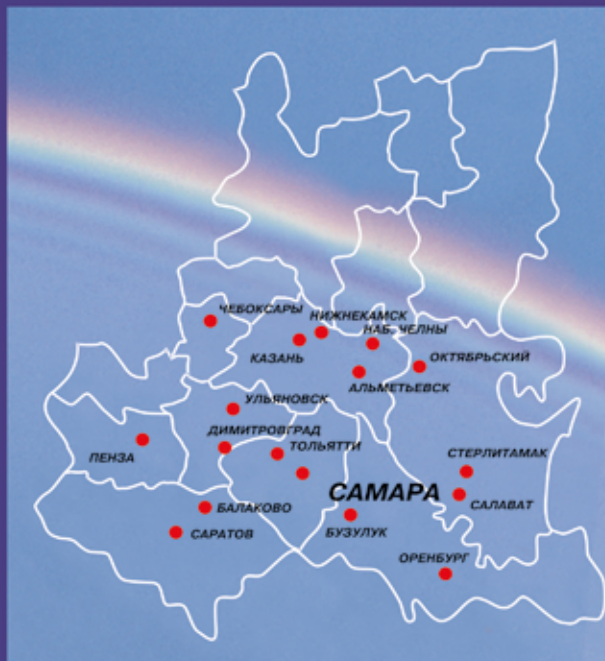 ЧЕБОКСАРЫ
НИЖНЕКАМСК
НАБ. ЧЕЛНЫ
КАЗАНЬ
ОКТЯБРЬСКИЙ
АЛЬМЕТЬЕВСК
УЛЬЯНОВСК
ДИМИТРОВГРАД
ТОЛЬЯТТИ
ПЕНЗА
СТЕРЛИТАМАК
САМАРА
САЛАВАТ
БАЛАКОВО
САРАТОВ
БУЗУЛУК
ОРЕНБУРГ